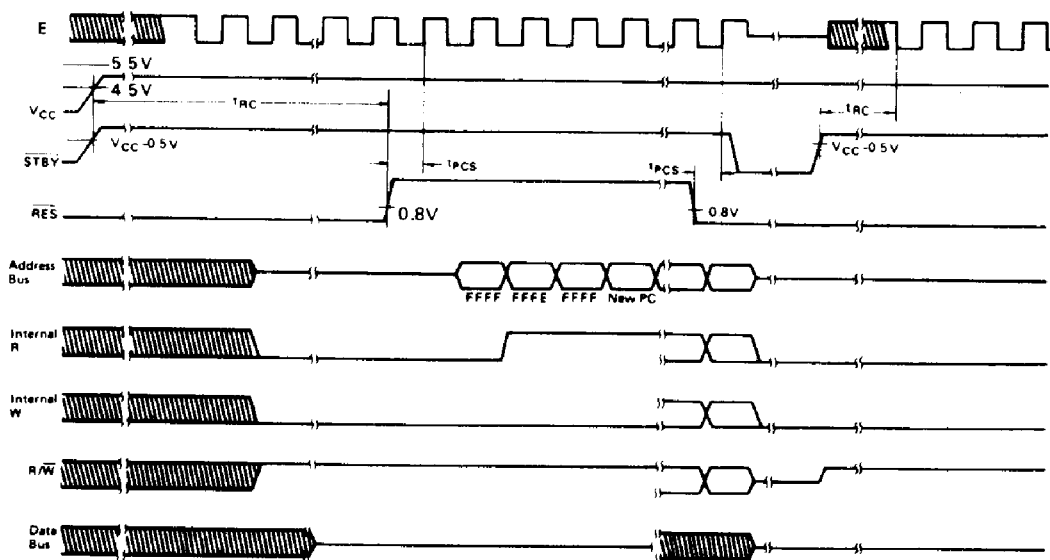 E
5.5V
4.5V
VCC
tRC
tRC
VCC-0.5V
VCC-0.5V
STBY
tPCS
tPCS
RES
0.8V
0.8V
Address
Bus
FFFF FFFE FFFF New PC
Internal
R
Internal
W
R/W
Data
Bus